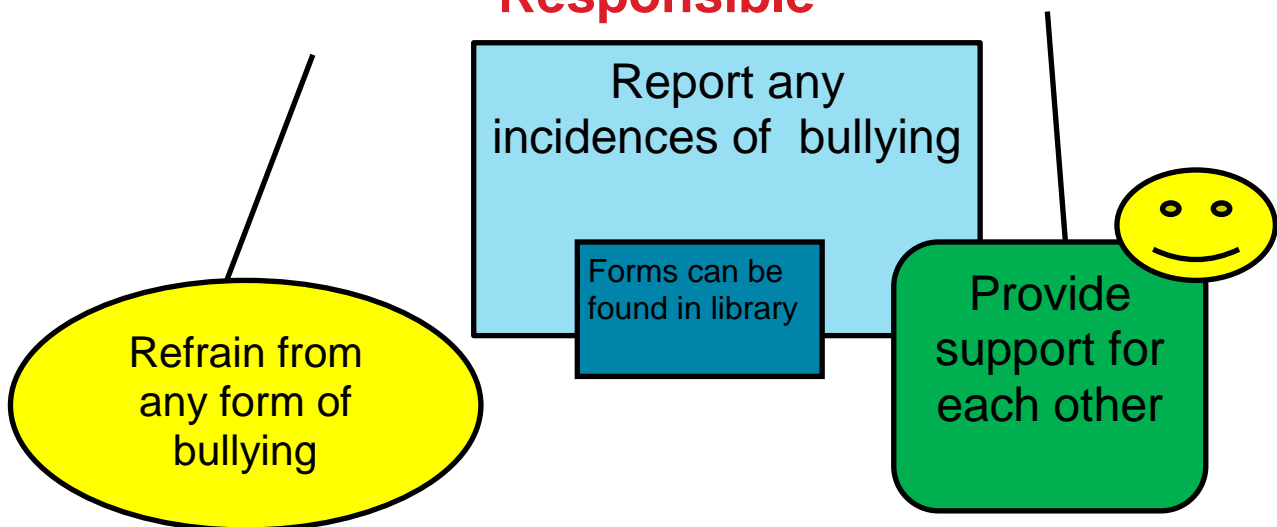 Responsible
Report any
incidences of  bullying
Forms can be
found in library
Provide
support for
each other
Refrain from
any form of
bullying